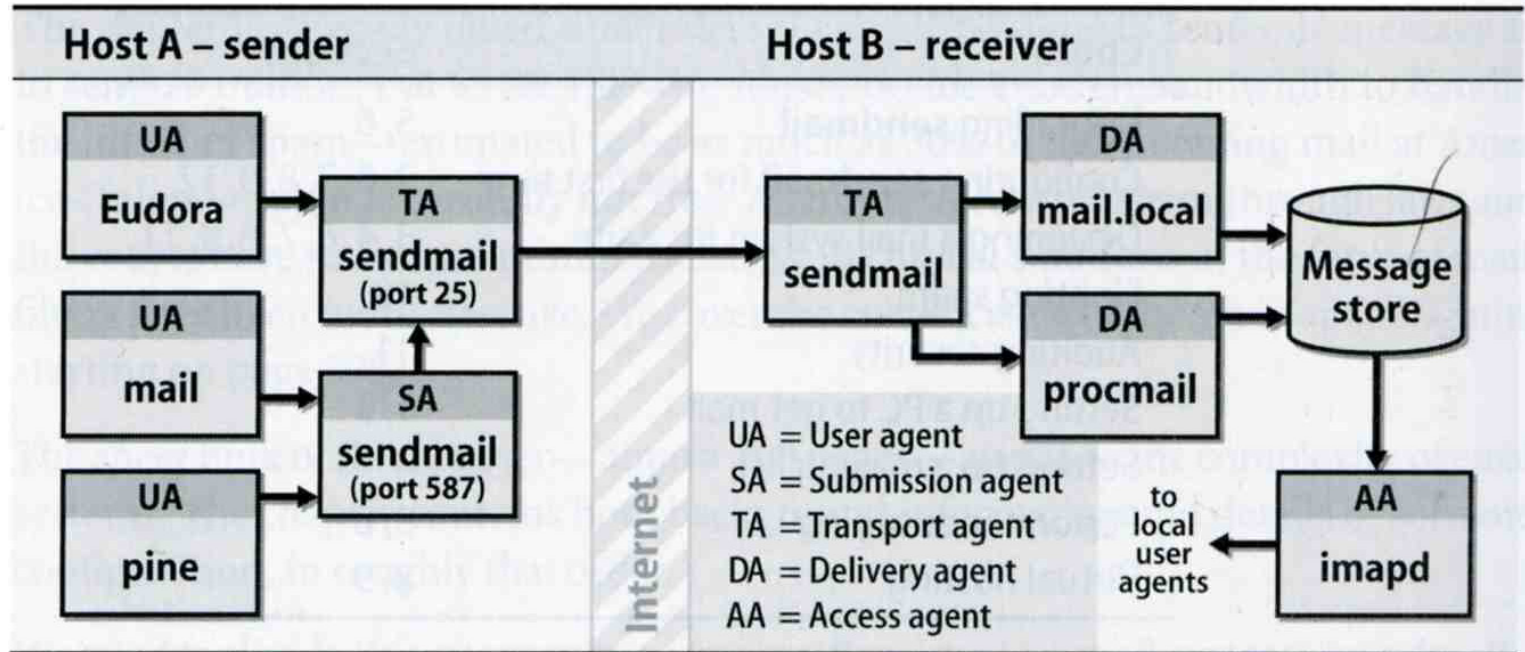 Host A – sender
Host B – receiver
UA
Eudora
UA
mail
UA
pine
TA
sendmail
(port 25)
SA
sendmail
(port 587)
Internet
TA
sendmail
DA
mail.local
DA
procmail
Message
store
AA
imapd
to
local
user
agents
UA = User agent
SA = Submission agent
TA = Transport agent
DA = Delivery agent
AA = Access agent